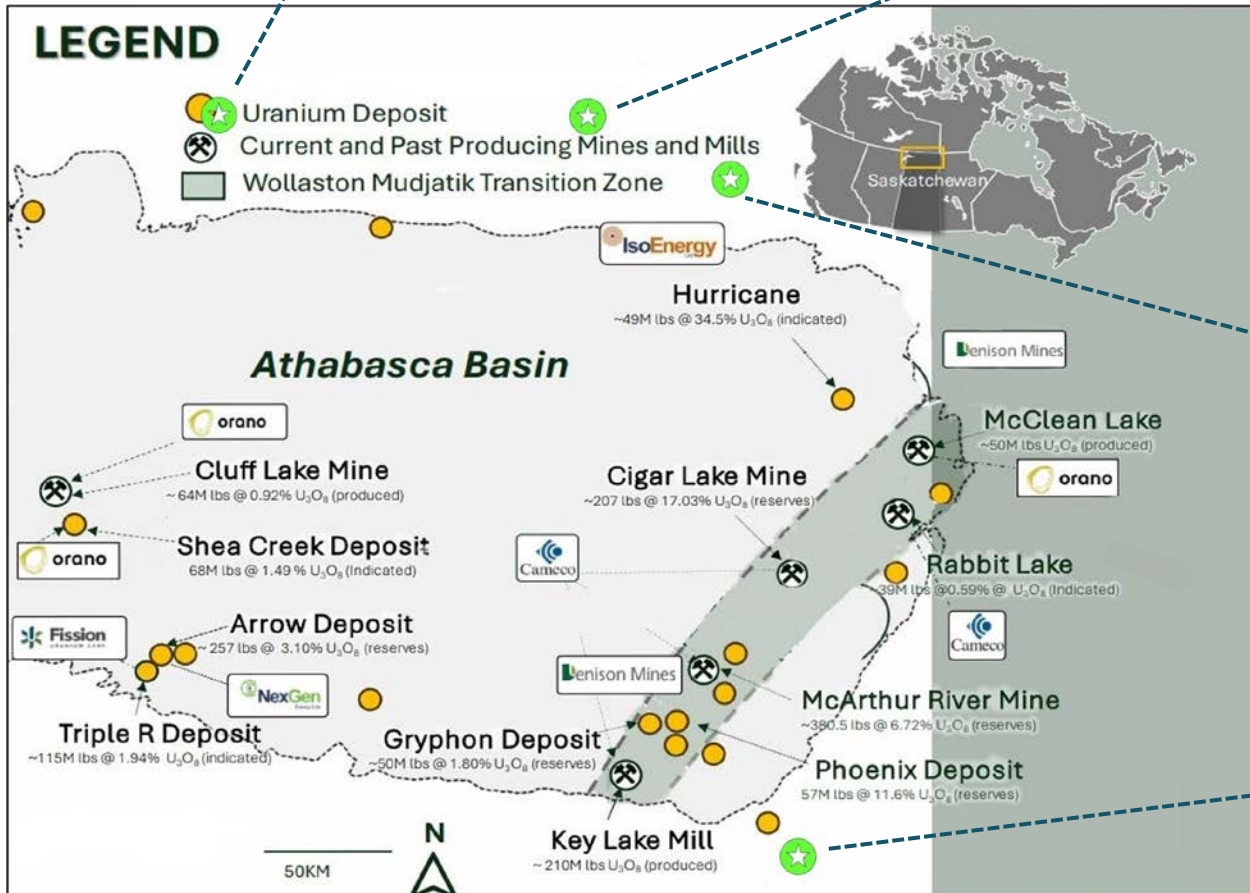 LEGEND
Uranium Deposit
Current and Past Producing Mines and Mills
Wollaston Mudjatik Transition Zone
Saskatchewan
IsoEnergy
Hurricane
~49M lbs @ 34.5% U₃O₈ (indicated)
Denison Mines
Athabasca Basin
orano
McClean Lake
~50M lbs U₃O₈ (produced)
Cluff Lake Mine
~64M lbs @ 0.92% U₃O₈ (produced)
Cigar Lake Mine
~207 lbs @ 17.03% U₃O₈ (reserves)
orano
Shea Creek Deposit
68M lbs @ 1.49 % U₃O₈ (Indicated)
orano
Cameco
Rabbit Lake
~39M lbs @0.59% @ U₃O₈ (Indicated)
Arrow Deposit
~257 lbs @ 3.10% U₃O₈ (reserves)
Fission
URANIUM CORP
Cameco
NexGen
Denison Mines
McArthur River Mine
~380.5 lbs @ 6.72% U₃O₈ (reserves)
Triple R Deposit
~115M lbs @ 1.94% U₃O₈ (indicated)
Gryphon Deposit
~50M lbs @ 1.80% U₃O₈ (reserves)
Phoenix Deposit
57M lbs @ 11.6% U₃O₈ (reserves)
Key Lake Mill
~210M lbs U₃O₈ (produced)
N
50KM